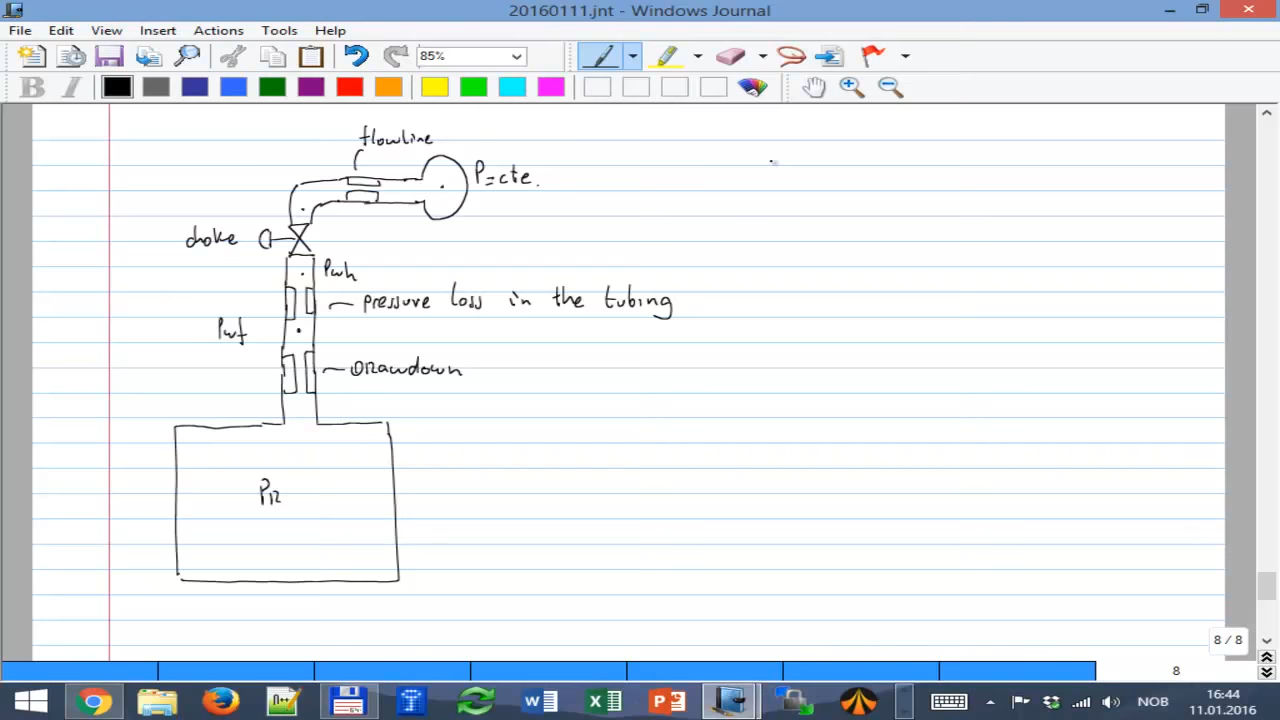 20160111.jnt - Windows Journal
File Edit View Insert Actions Tools Help
85%
B I
flowline
P=cte.
choke
Pwh
pressure loss in the tubing
Pwf
Drawdown
PR
8 / 8
8
16:44
NOB
11.01.2016